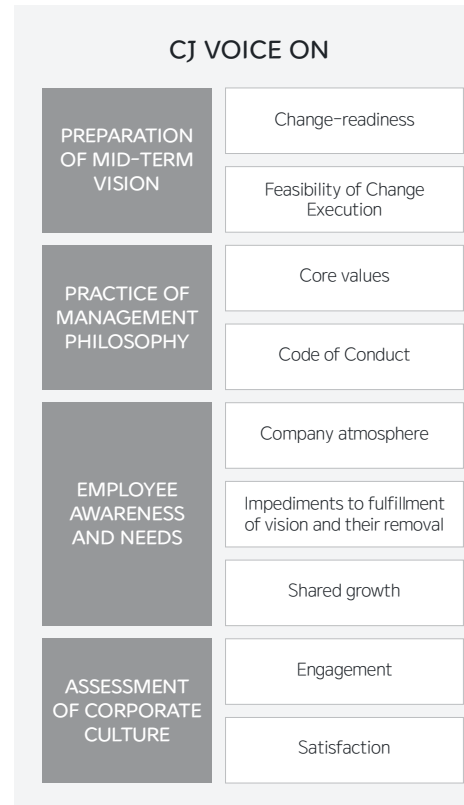 CJ VOICE ON
PREPARATION
OF MID-TERM
VISION
Change-readiness
Feasibility of Change
Execution
PRACTICE OF
MANAGEMENT
PHILOSOPHY
Core values
Code of Conduct
EMPLOYEE
AWARENESS
AND NEEDS
Company atmosphere
Impediments to fulfillment
of vision and their removal
Shared growth
ASSESSMENT
OF CORPORATE
CULTURE
Engagement
Satisfaction